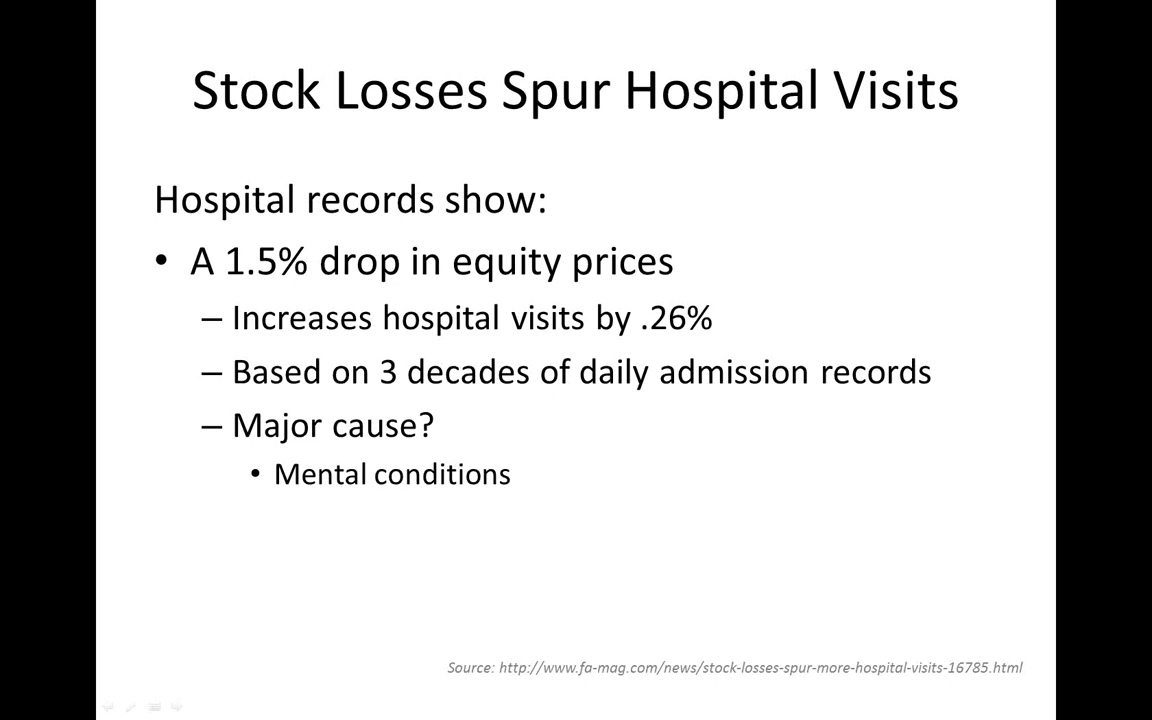 Stock Losses Spur Hospital Visits
Hospital records show:
• A 1.5% drop in equity prices
– Increases hospital visits by .26%
– Based on 3 decades of daily admission records
– Major cause?
• Mental conditions
Source: http://www.fa-mag.com/news/stock-losses-spur-more-hospital-visits-16785.html